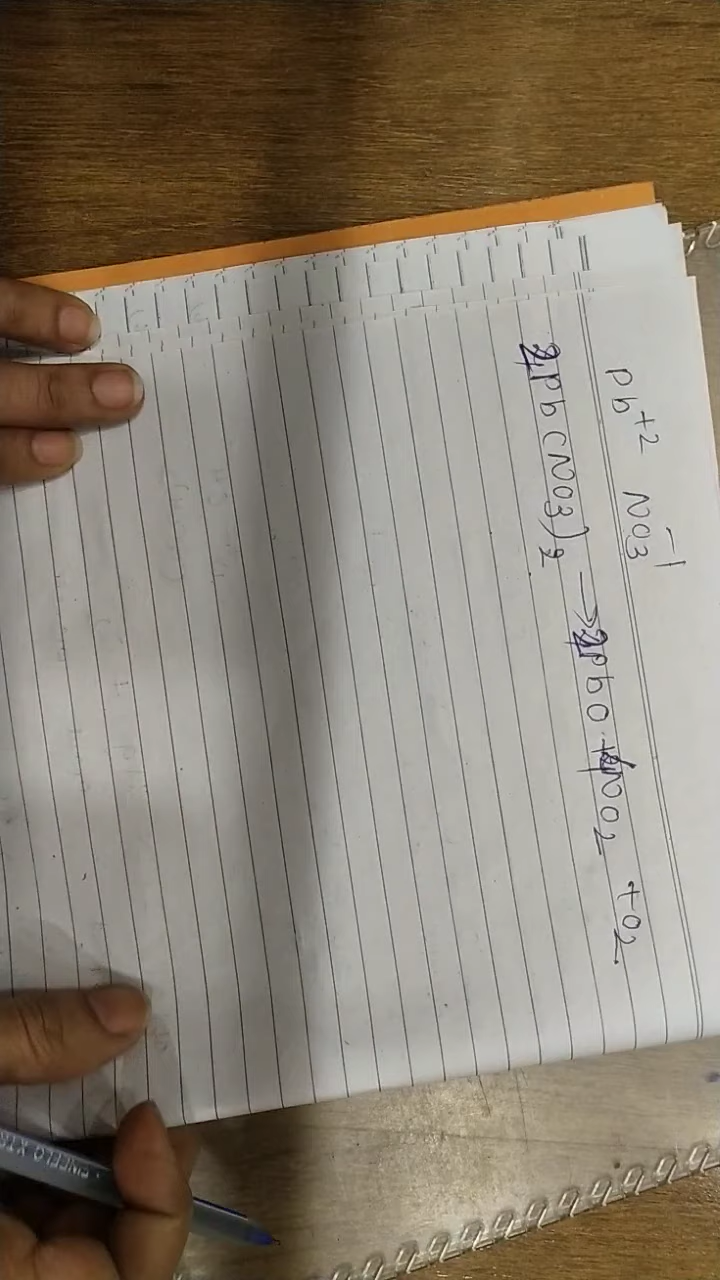 Pb+2 NO3-1
2Pb(NO3)2 → 2PbO + 4NO2 + O2.